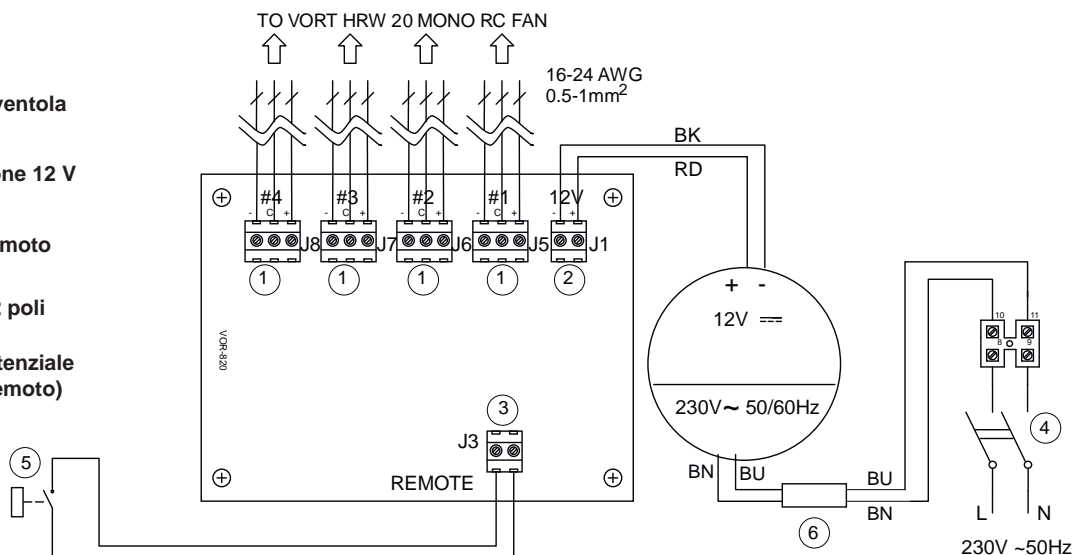 TO VORT HRW 20 MONO RC FAN
16-24 AWG
0.5-1mm2
ventola
one 12 V
moto
poli
tenziale
emoto)
BK
RD
#4 #3 #2 #1 12V
- C + - C + - C + - C + - +
J8 J7 J6 J5 J1
1 1 1 1 2
VOR-820
+ -
12V
230V~ 50/60Hz
10 11
8 9
3
J3
REMOTE
4
5
BN BU
BU
BN
6
L N
230V ~50Hz